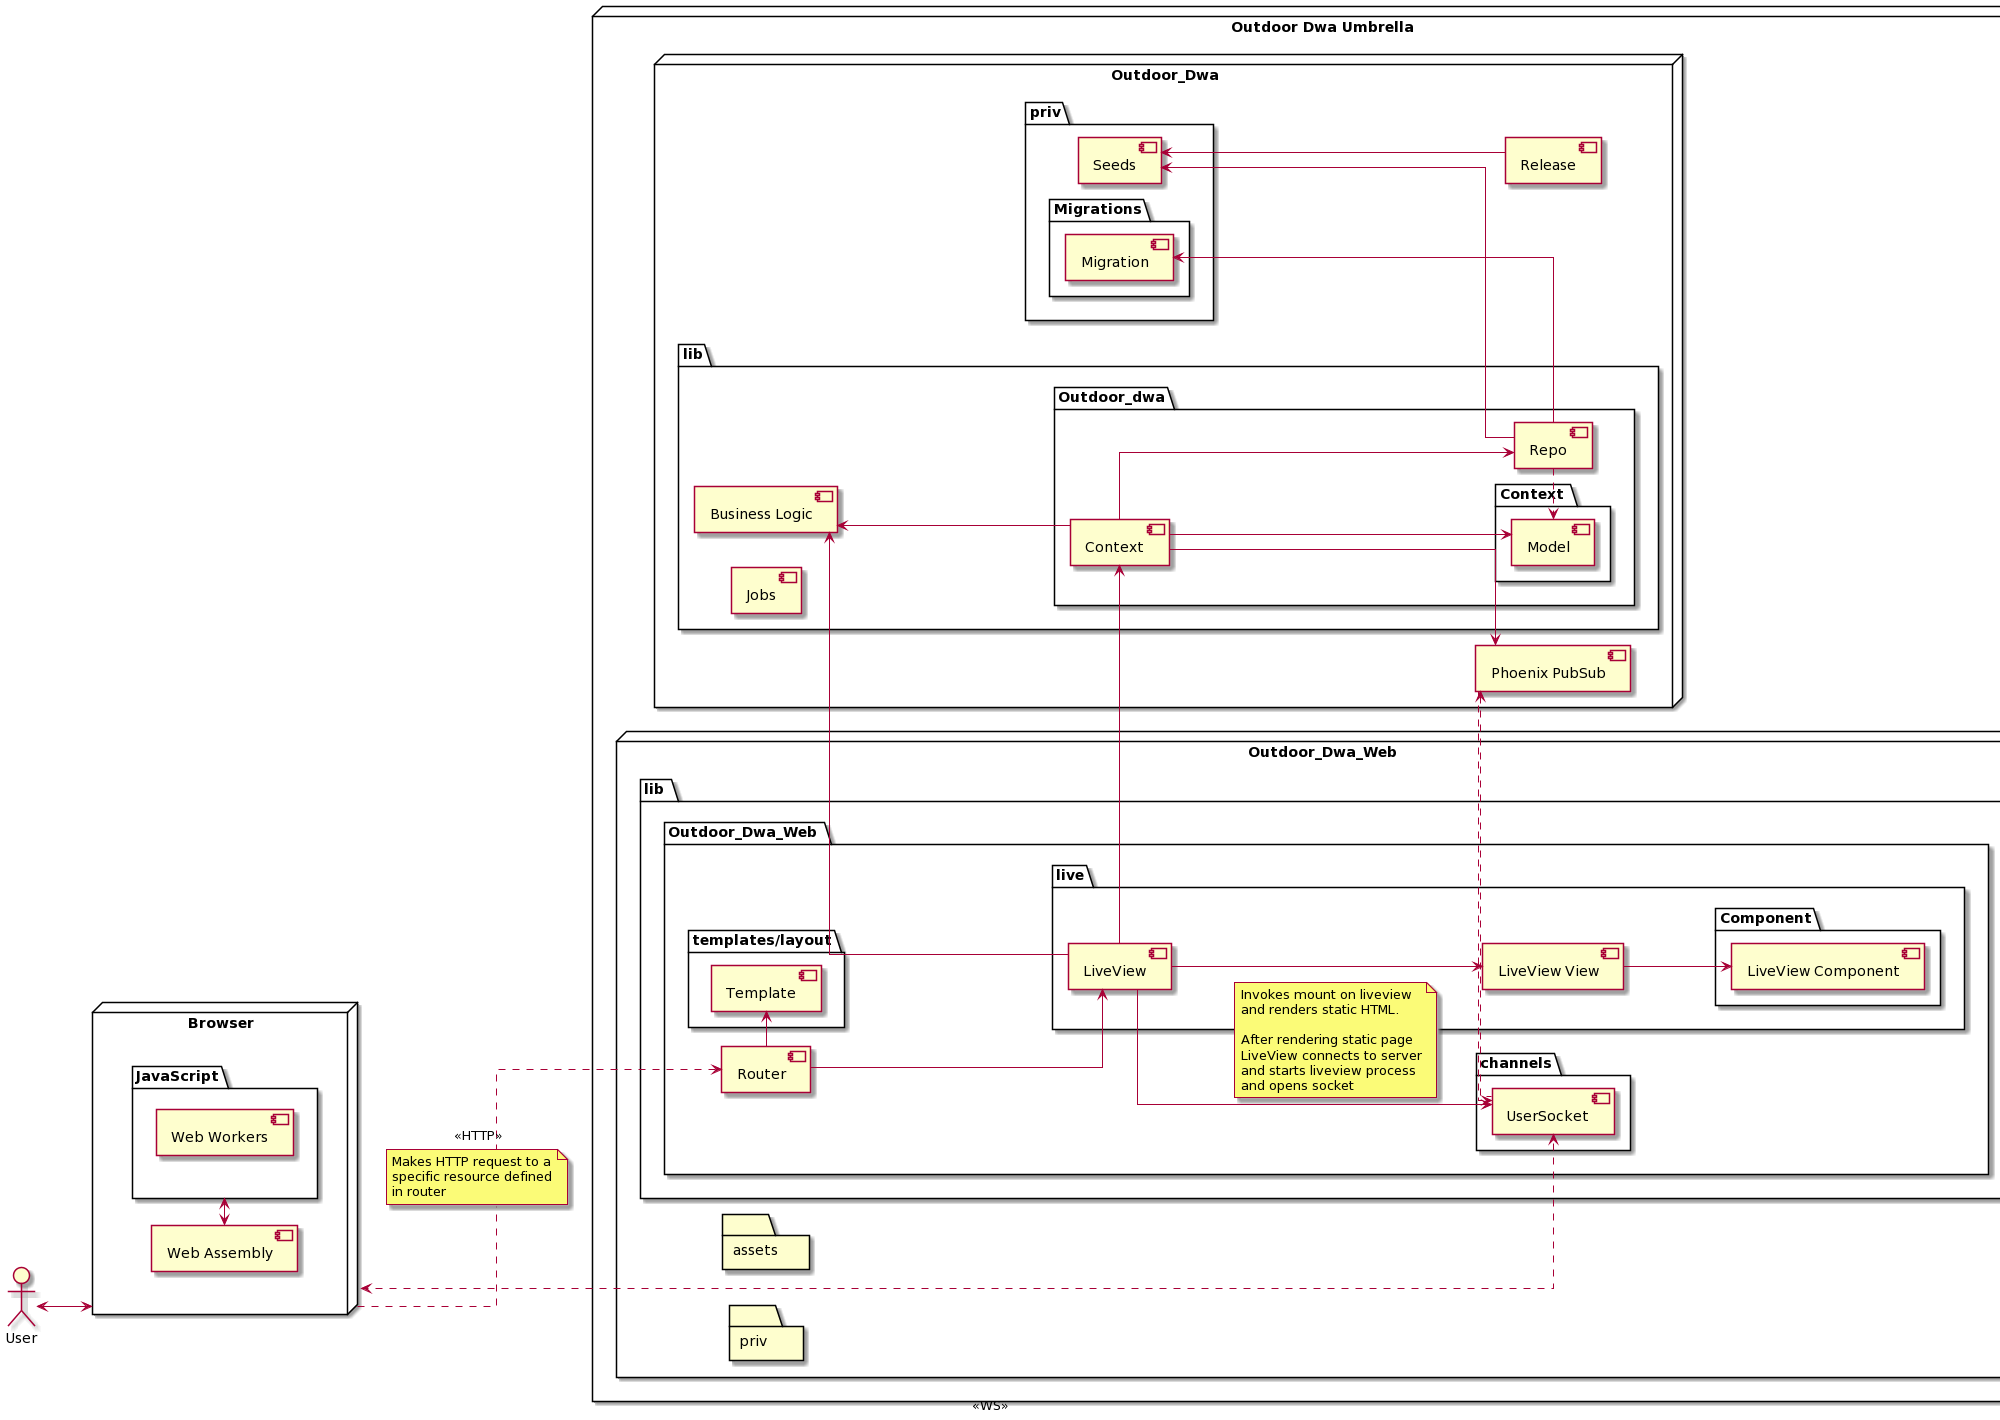 Outdoor Dwa Umbrella
Outdoor_Dwa
priv
Seeds
Release
Migrations
Migration
lib
Outdoor_dwa
Repo
Business Logic
Context
Context
Model
Jobs
Phoenix PubSub
Outdoor_Dwa_Web
lib
Outdoor_Dwa_Web
live
templates/layout
Component
LiveView
LiveView View
LiveView Component
Template
Invokes mount on liveview
and renders static HTML.
After rendering static page
LiveView connects to server
and starts liveview process
and opens socket
Router
channels
UserSocket
Browser
JavaScript
Web Workers
Web Assembly
«HTTP»
Makes HTTP request to a
specific resource defined
in router
assets
priv
User
«WS»